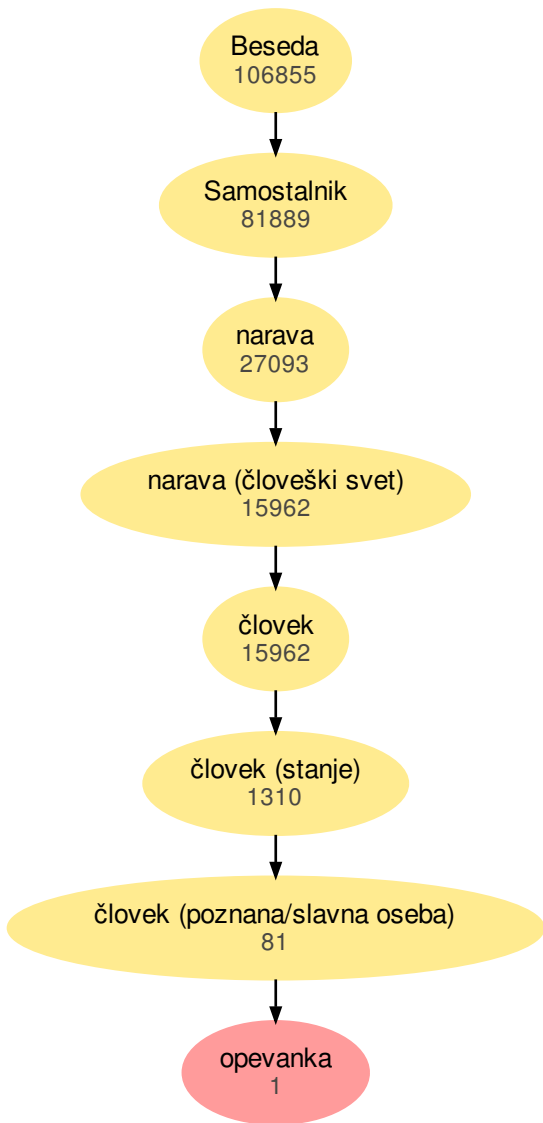 Beseda
106855
Samostalnik
81889
narava
27093
narava (človeški svet)
15962
človek
15962
človek (stanje)
1310
človek (poznana/slavna oseba)
81
opevanka
1